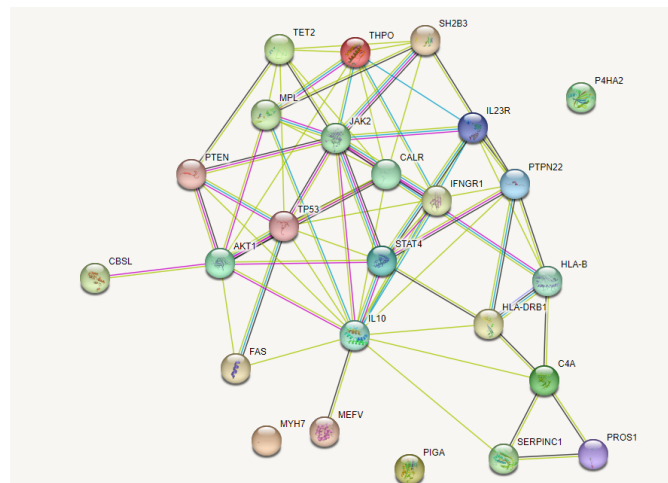 SH2B3
TET2
THPO
P4HA2
MPL
IL23R
JAK2
PTEN
CALR
PTPN22
IFNGR1
TP53
STAT4
AKT1
CBSL
HLA-B
HLA-DRB1
IL10
FAS
C4A
MEFV
MYH7
SERPINC1
PROS1
PIGA